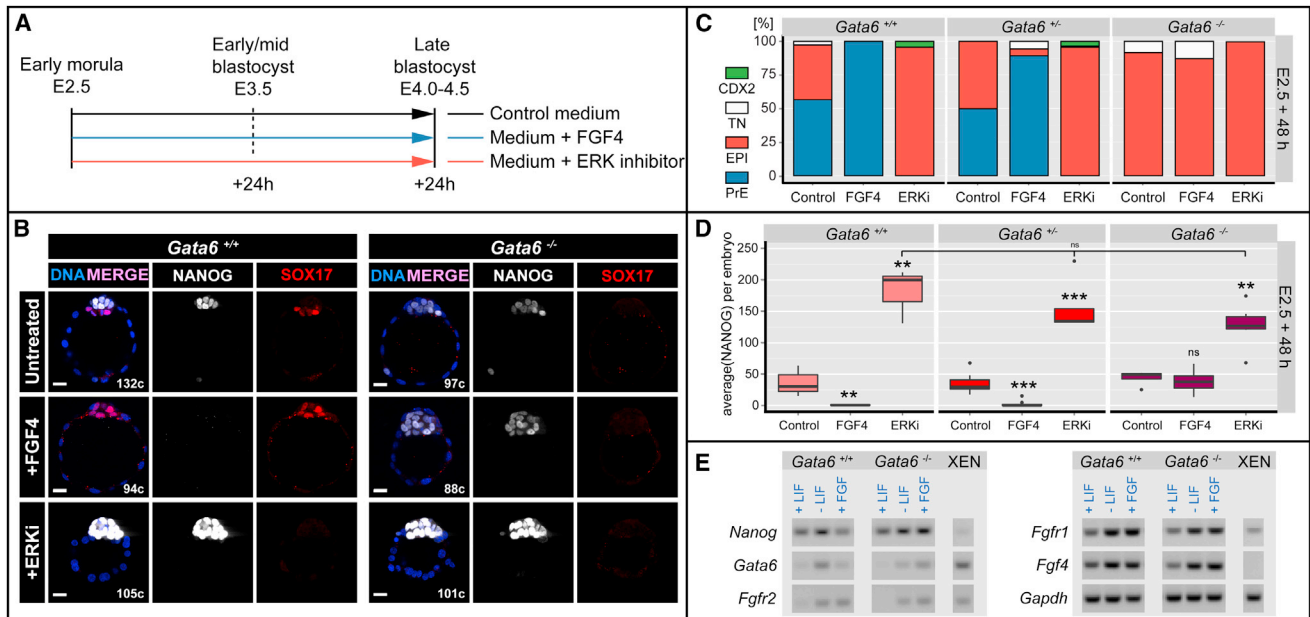 A
Early morula
E2.5
Early/mid
blastocyst
E3.5
Late
blastocyst
E4.0-4.5
Control medium
Medium + FGF4
Medium + ERK inhibitor
+24h
+24h
B
Gata6 +/+
Gata6 -/-
DNA MERGE NANOG SOX17 DNA MERGE NANOG SOX17
Untreated
132c
97c
+FGF4
94c
88c
+ERKi
105c
101c
C
[%]
Gata6 +/+
Gata6 +/-
Gata6 -/-
100
75
50
25
0
CDX2
TN
EPI
PrE
Control FGF4 ERKi Control FGF4 ERKi Control FGF4 ERKi
E2.5 + 48 h
D
Gata6 +/+
Gata6 +/-
Gata6 -/-
average(NANOG) per embryo
250
200
150
100
50
0
ns
**
**
***
***
ns
**
Control FGF4 ERKi Control FGF4 ERKi Control FGF4 ERKi
E2.5 + 48 h
E
Gata6 +/+ Gata6 -/- XEN
+ LIF - LIF + FGF + LIF - LIF + FGF
Nanog
Gata6
Fgfr2
Gata6 +/+ Gata6 -/- XEN
+ LIF - LIF + FGF + LIF - LIF + FGF
Fgfr1
Fgf4
Gapdh